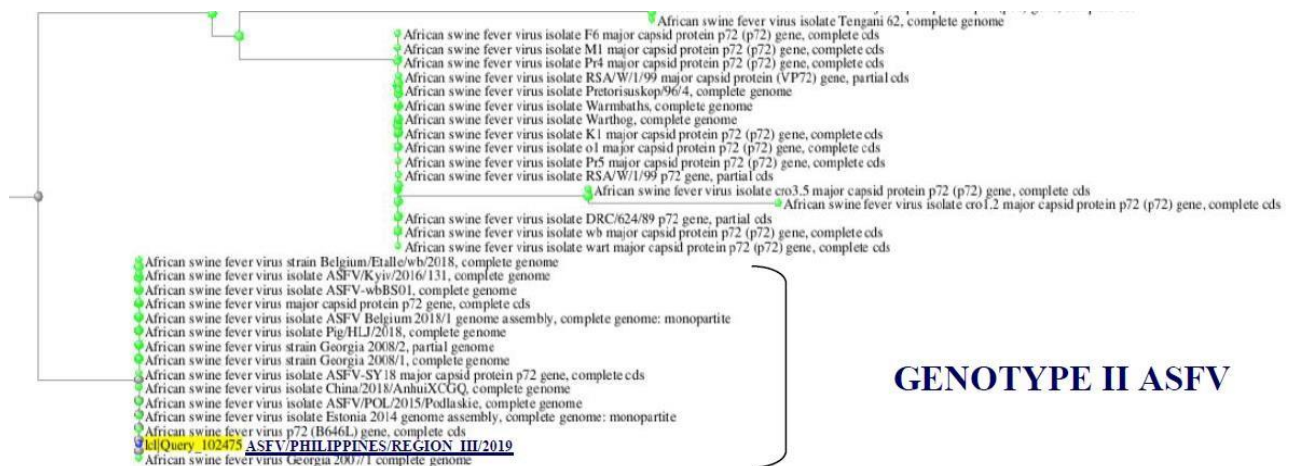 African swine fever virus isolate Tengani 62, complete genome
African swine fever virus isolate F6 major capsid protein p72 (p72) gene, complete cds
African swine fever virus isolate M1 major capsid protein p72 (p72) gene, complete cds
African swine fever virus isolate Pr4 major capsid protein p72 (p72) gene, complete cds
African swine fever virus isolate RSA/W/1/99 major capsid protein (VP72) gene, partial cds
African swine fever virus isolate Pretorisuskop/96/4, complete genome
African swine fever virus isolate Warmbaths, complete genome
African swine fever virus isolate Warthog, complete genome
African swine fever virus isolate K1 major capsid protein p72 (p72) gene, complete cds
African swine fever virus isolate o1 major capsid protein p72 (p72) gene, complete cds
African swine fever virus isolate Pr5 major capsid protein p72 (p72) gene, complete cds
African swine fever virus isolate RSA/W/1/99 p72 gene, partial cds
African swine fever virus isolate cro3.5 major capsid protein p72 (p72) gene, complete cds
African swine fever virus isolate cro1.2 major capsid protein p72 (p72) gene, complete cds
African swine fever virus isolate DRC/624/89 p72 gene, partial cds
African swine fever virus isolate wb major capsid protein p72 (p72) gene, complete cds
African swine fever virus isolate wart major capsid protein p72 (p72) gene, complete cds
African swine fever virus strain Belgium/Etalle/wb/2018, complete genome
African swine fever virus isolate ASFV/Kyiv/2016/131, complete genome
African swine fever virus isolate ASFV-wbBS01, complete genome
African swine fever virus major capsid protein p72 gene, complete cds
African swine fever virus isolate ASFV Belgium 2018/1 genome assembly, complete genome: monopartite
African swine fever virus isolate Pig/HLJ/2018, complete genome
African swine fever virus strain Georgia 2008/2, partial genome
African swine fever virus strain Georgia 2008/1, complete genome
African swine fever virus isolate ASFV-SY18 major capsid protein p72 gene, complete cds
African swine fever virus isolate China/2018/AnhuiXCGQ, complete genome
African swine fever virus isolate ASFV/POL/2015/Podlaskie, complete genome
African swine fever virus isolate Estonia 2014 genome assembly, complete genome: monopartite
African swine fever virus p72 (B646L) gene, complete cds
lcl|Query_102475 ASFV/PHILIPPINES/REGION III/2019
African swine fever virus Georgia 2007/1 complete genome
GENOTYPE II ASFV